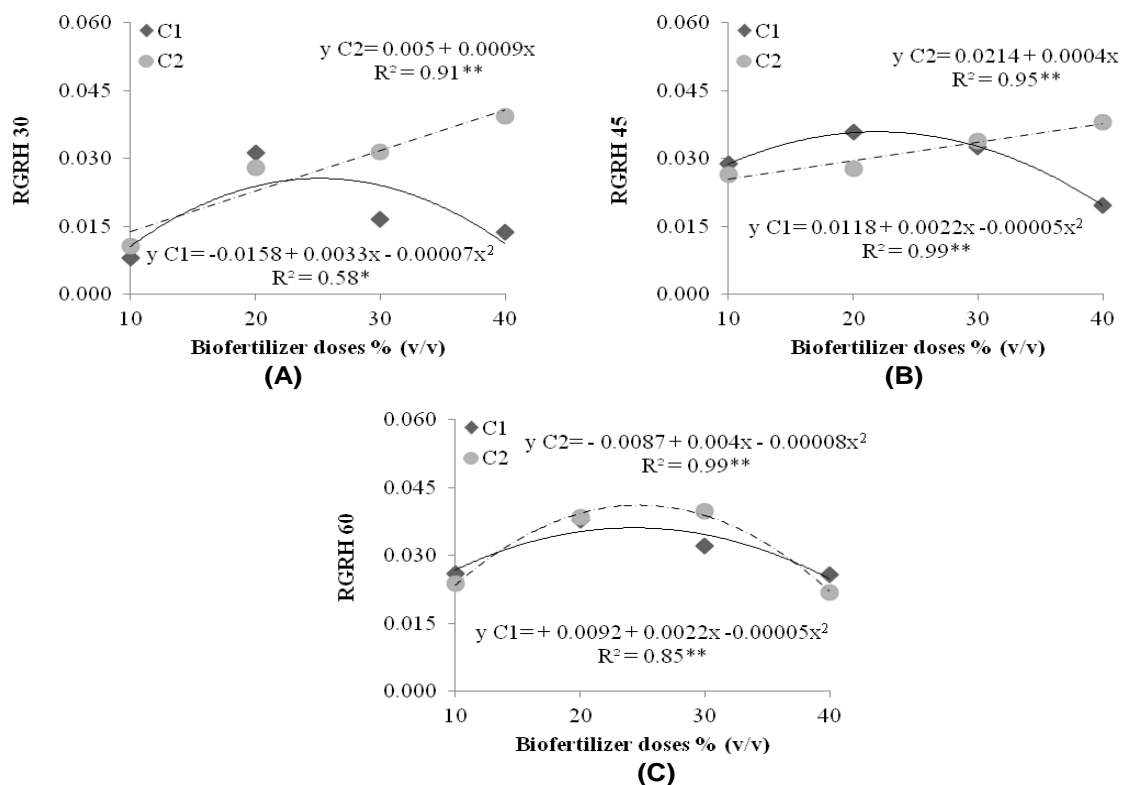 0.060
C1
C2
y C2= 0.005 + 0.0009x
R² = 0.91**
0.045
RGRH 30
0.030
0.015
y C1= -0.0158 + 0.0033x - 0.00007x²
R² = 0.58*
0.000
10 20 30 40
Biofertilizer doses % (v/v)
(A)
0.060
C1
C2
y C2= 0.0214 + 0.0004x
R² = 0.95**
0.045
RGRH 45
0.030
0.015
y C1= 0.0118 + 0.0022x -0.00005x²
R² = 0.99**
0.000
10 20 30 40
Biofertilizer doses % (v/v)
(B)
0.060
C1
C2
y C2= - 0.0087 + 0.004x - 0.00008x²
R² = 0.99**
0.045
RGRH 60
0.030
0.015
y C1= + 0.0092 + 0.0022x -0.00005x²
R² = 0.85**
0.000
10 20 30 40
Biofertilizer doses % (v/v)
(C)